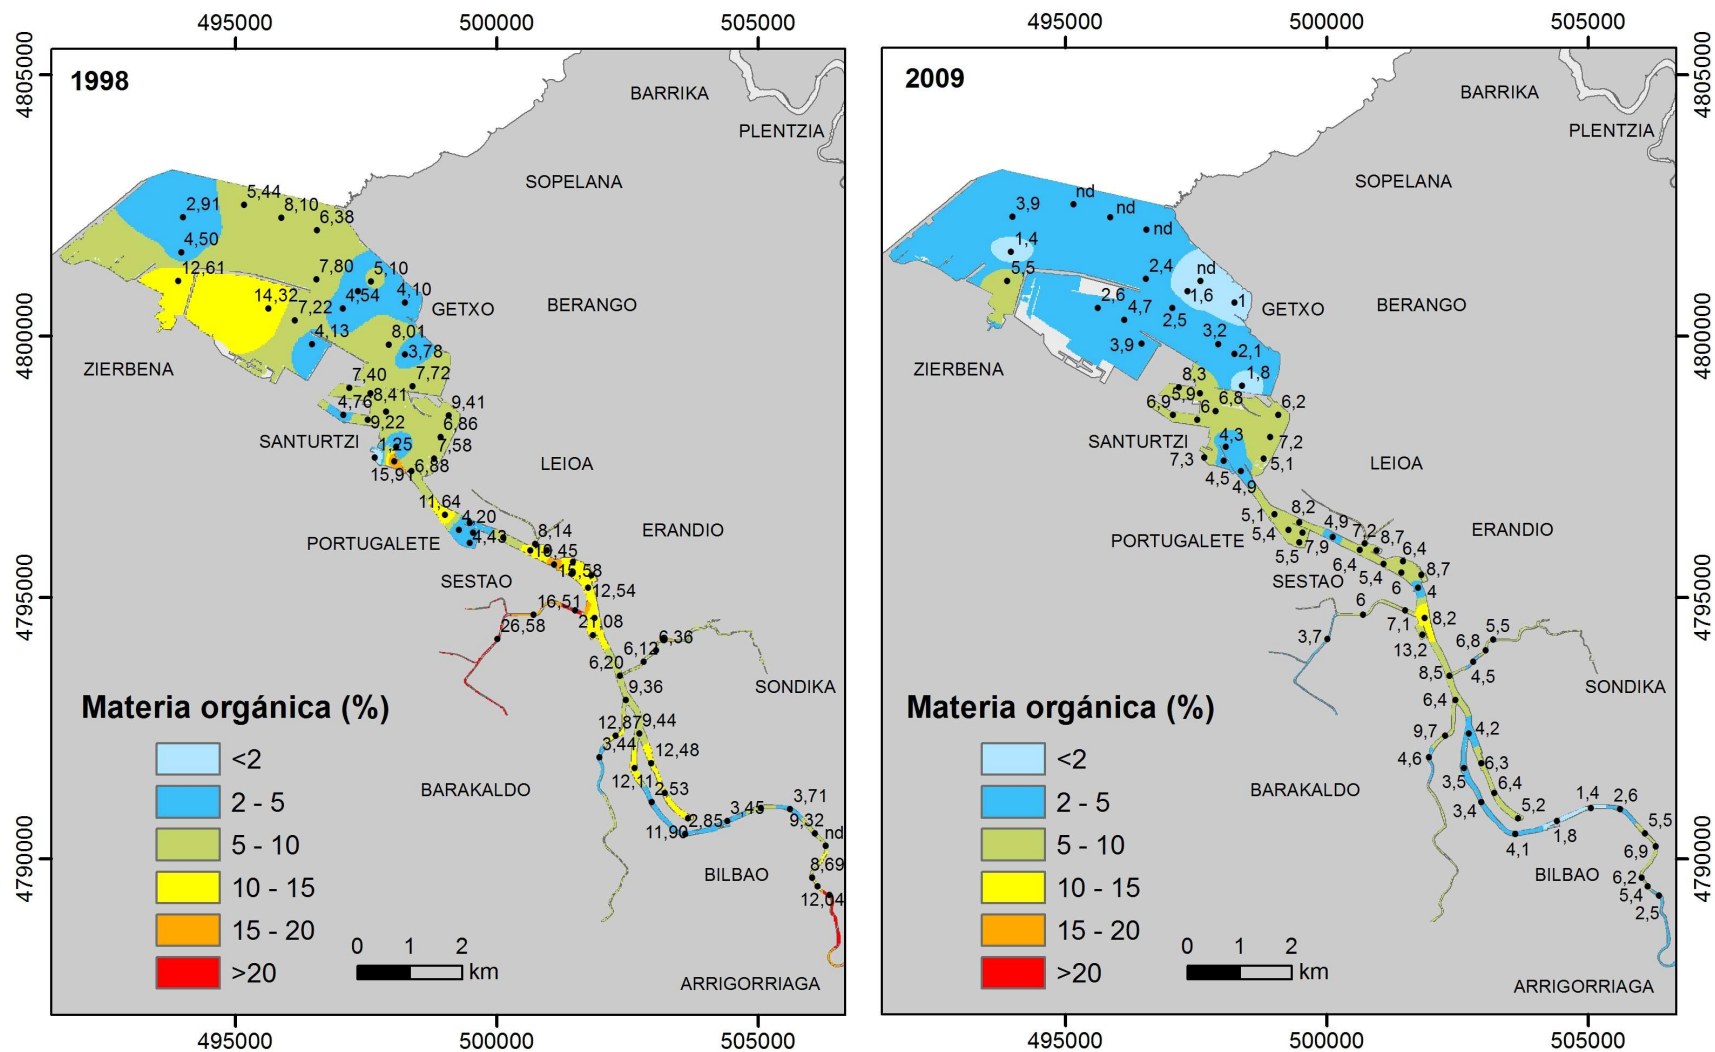 495000 500000 505000
4805000
4800000
4795000
4790000
1998
BARRIKA
PLENTZIA
SOPELANA
2,91
5,44
8,10
6,38
4,50
12,61
7,80
5,10
14,32
7,22
4,54
4,10
GETXO
BERANGO
4,13
8,01
3,78
ZIERBENA
7,40
7,72
4,76
8,41
9,41
9,22
6,86
SANTURTZI
1,25
7,58
15,91
6,88
LEIOA
11,64
4,20
8,14
ERANDIO
PORTUGALETE
4,43
SESTAO
12,54
16,51
26,58
21,08
6,36
6,12
6,20
9,36
SONDIKA
12,87
9,44
3,44
12,48
BARAKALDO
12,11
2,53
3,45
3,71
11,90
2,85
9,32
nd
BILBAO
8,69
12,04
ARRIGORRIAGA
Materia orgánica (%)
<2
2 - 5
5 - 10
10 - 15
15 - 20
>20
0 1 2
km
495000 500000 505000
495000 500000 505000
4805000
4800000
4795000
4790000
2009
BARRIKA
PLENTZIA
SOPELANA
3,9
nd
nd
nd
1,4
5,5
2,4
nd
2,6
4,7
1,6
1
2,5
GETXO
BERANGO
3,9
3,2
2,1
ZIERBENA
8,3
1,8
5,9
6,9
6
6,8
6,2
SANTURTZI
4,3
7,2
7,3
4,5
5,1
4,9
LEIOA
5,1
8,2
4,9
7,2
8,7
ERANDIO
PORTUGALETE
5,4
5,5
7,9
6,4
6,4
5,4
8,7
SESTAO
6
4
6
7,1
8,2
3,7
13,2
6,8
5,5
8,5
4,5
6,4
SONDIKA
9,7
4,2
4,6
6,3
BARAKALDO
3,5
6,4
3,4
5,2
1,4
2,6
4,1
1,8
5,5
6,9
BILBAO
6,2
5,4
2,5
ARRIGORRIAGA
Materia orgánica (%)
<2
2 - 5
5 - 10
10 - 15
15 - 20
>20
0 1 2
km
495000 500000 505000